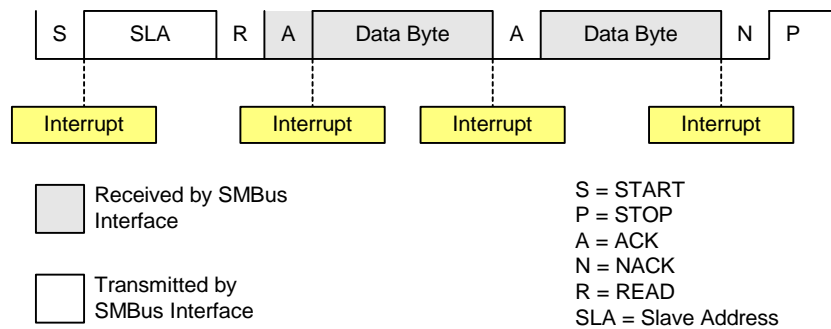 S SLA R A Data Byte A Data Byte N P
Interrupt Interrupt Interrupt Interrupt
Received by SMBus
Interface
Transmitted by
SMBus Interface
S = START
P = STOP
A = ACK
N = NACK
R = READ
SLA = Slave Address